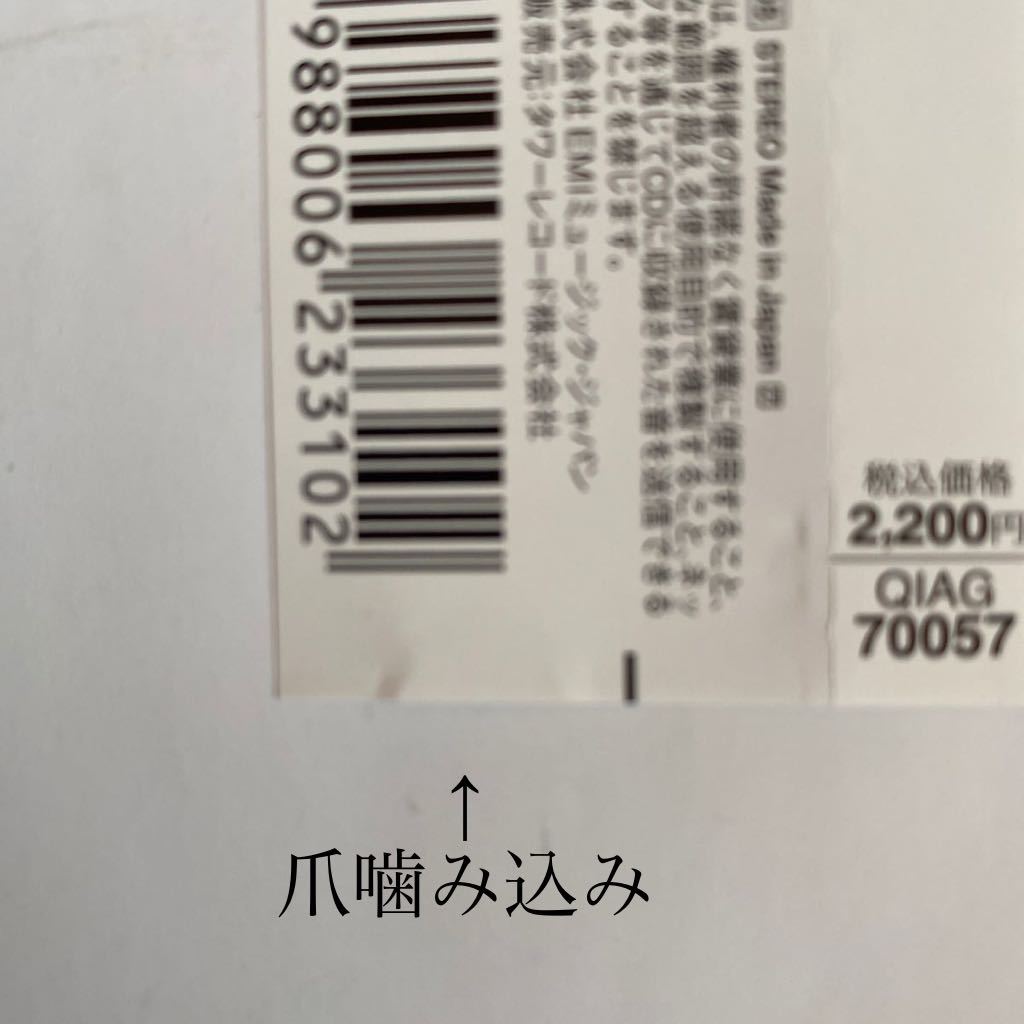 STEREO Made in Japan
は、権利者の許諾なく賃貸業に使用すること、
な範囲を超える使用目的で複製すること、ネッ
等を通じてCDに収録された音を送信できる
することを禁じます。
式会社EMIミュージック・ジャパン
販売元:タワーレコード株式会社
988006 233102
税込価格
2,200円
QIAG
70057
↑
爪噛み込み